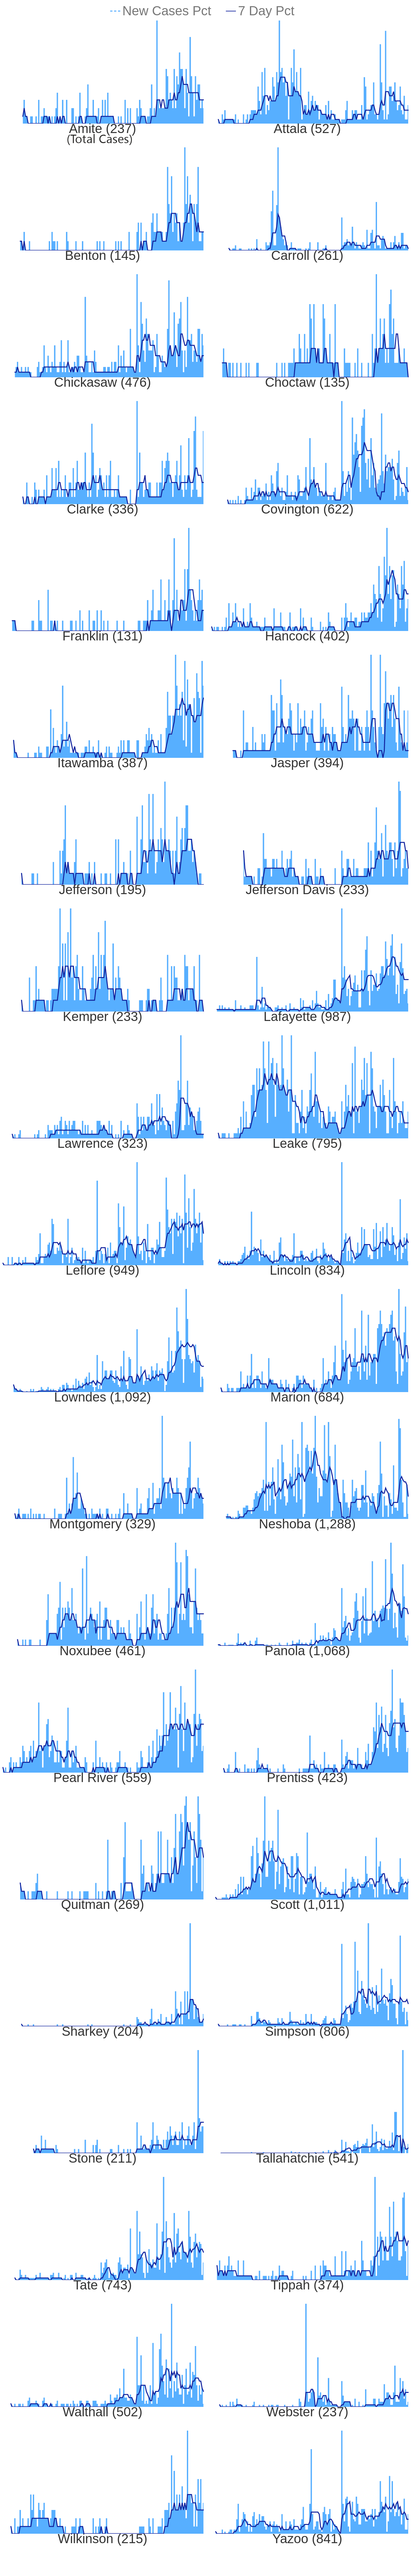 New Cases Pct 7 Day Pct
Amite (237) Attala (527)
(Total Cases)
Benton (145) Carroll (261)
Chickasaw (476) Choctaw (135)
Clarke (336) Covington (622)
Franklin (131) Hancock (402)
Itawamba (387) Jasper (394)
Jefferson (195) Jefferson Davis (233)
Kemper (233) Lafayette (987)
Lawrence (323) Leake (795)
Leflore (949) Lincoln (834)
Lowndes (1,092) Marion (684)
Montgomery (329) Neshoba (1,288)
Noxubee (461) Panola (1,068)
Pearl River (559) Prentiss (423)
Quitman (269) Scott (1,011)
Sharkey (204) Simpson (806)
Stone (211) Tallahatchie (541)
Tate (743) Tippah (374)
Walthall (502) Webster (237)
Wilkinson (215) Yazoo (841)